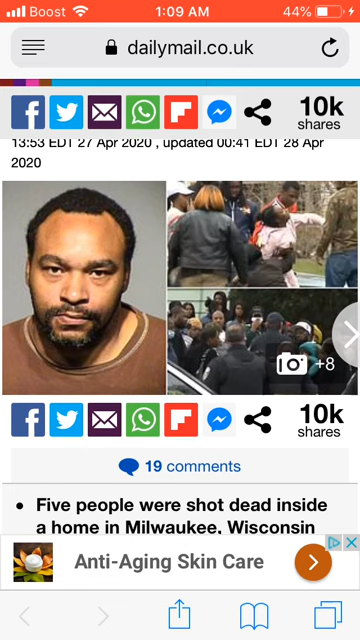 Boost 1:09 AM 44%
dailymail.co.uk
10k
shares
13:53 EDT 27 Apr 2020 , updated 00:41 EDT 28 Apr
2020
+8
10k
shares
19 comments
• Five people were shot dead inside
a home in Milwaukee, Wisconsin
Anti-Aging Skin Care